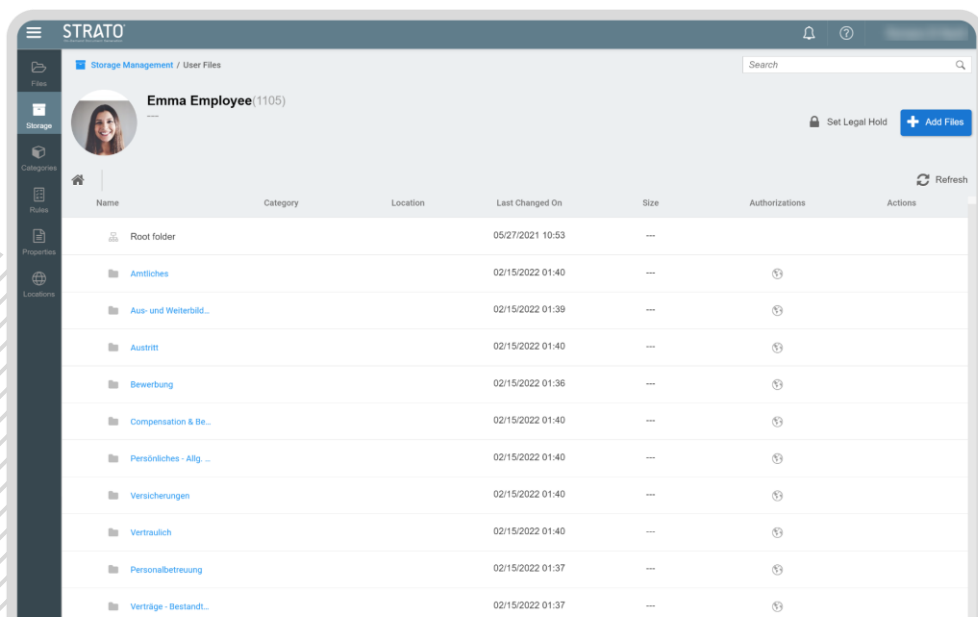 STRATO
Storage Management / User Files
Search
Files
Emma Employee(1105)
---
Storage
Set Legal Hold
Add Files
Categories
Refresh
Rules
Name Category Location Last Changed On Size Authorizations Actions
Root folder 05/27/2021 10:53 ---
Properties
Amtliches 02/15/2022 01:40 ---
Locations
Aus- und Weiterbild... 02/15/2022 01:39 ---
Austritt 02/15/2022 01:40 ---
Bewerbung 02/15/2022 01:36 ---
Compensation & Be... 02/15/2022 01:40 ---
Persönliches - Allg. ... 02/15/2022 01:40 ---
Versicherungen 02/15/2022 01:40 ---
Vertraulich 02/15/2022 01:40 ---
Personalbetreuung 02/15/2022 01:37 ---
Verträge - Bestandt... 02/15/2022 01:37 ---